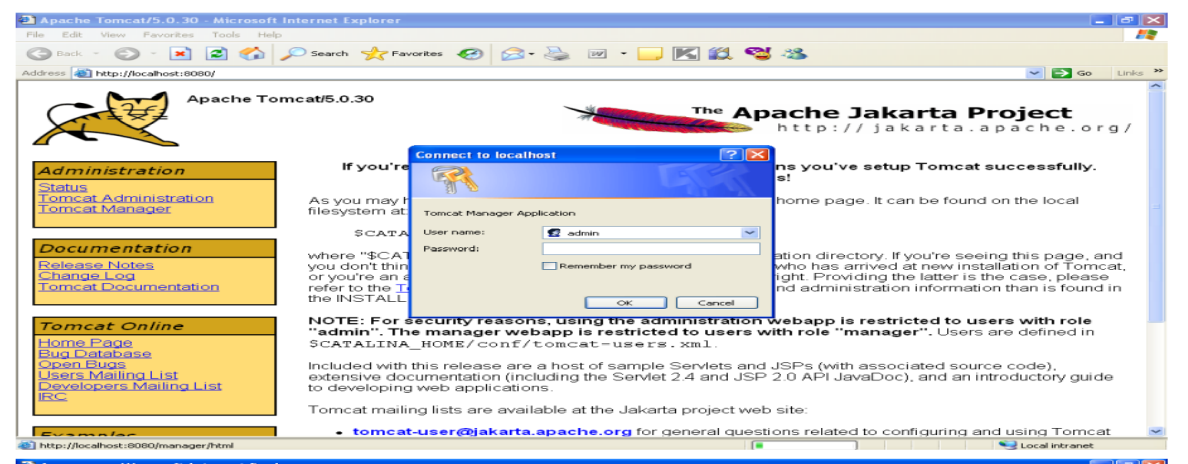 Apache Tomcat/5.0.30 - Microsoft Internet Explorer
File Edit View Favorites Tools Help
Back Search Favorites
Address http://localhost:8080/ Go Links »
Apache Tomcat/5.0.30
The Apache Jakarta Project
http://jakarta.apache.org/
Administration
Status
Tomcat Administration
Tomcat Manager
Documentation
Release Notes
Change Log
Tomcat Documentation
Tomcat Online
Home Page
Bug Database
Open Bugs
Users Mailing List
Developers Mailing List
IRC
Connect to localhost
Tomcat Manager Application
User name: admin
Password:
Remember my password
OK Cancel
If you're ns you've setup Tomcat successfully.
s!
As you may h home page. It can be found on the local
filesystem at:
$CATA
where "$CAT ation directory. If you're seeing this page, and
you don't thin who has arrived at new installation of Tomcat,
or you're an a ight. Providing the latter is the case, please
refer to the T nd administration information than is found in
the INSTALL
NOTE: For security reasons, using the administration webapp is restricted to users with role
"admin". The manager webapp is restricted to users with role "manager". Users are defined in
$CATALINA_HOME/conf/tomcat-users.xml.
Included with this release are a host of sample Servlets and JSPs (with associated source code),
extensive documentation (including the Servlet 2.4 and JSP 2.0 API JavaDoc), and an introductory guide
to developing web applications.
Tomcat mailing lists are available at the Jakarta project web site:
• tomcat-user@jakarta.apache.org for general questions related to configuring and using Tomcat
http://localhost:8080/manager/html Local intranet